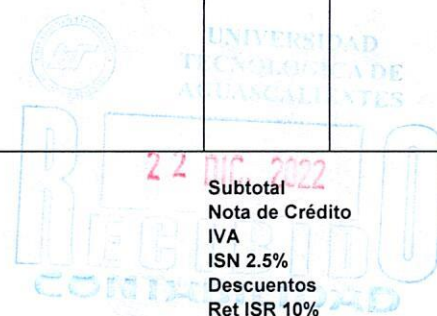 UNIVERSIDAD
TECNOLOGICA DE
AGUASCALIENTES
22 DIC. 2022
RECIBIDO
CONTABILIDAD
Subtotal
Nota de Crédito
IVA
ISN 2.5%
Descuentos
Ret ISR 10%